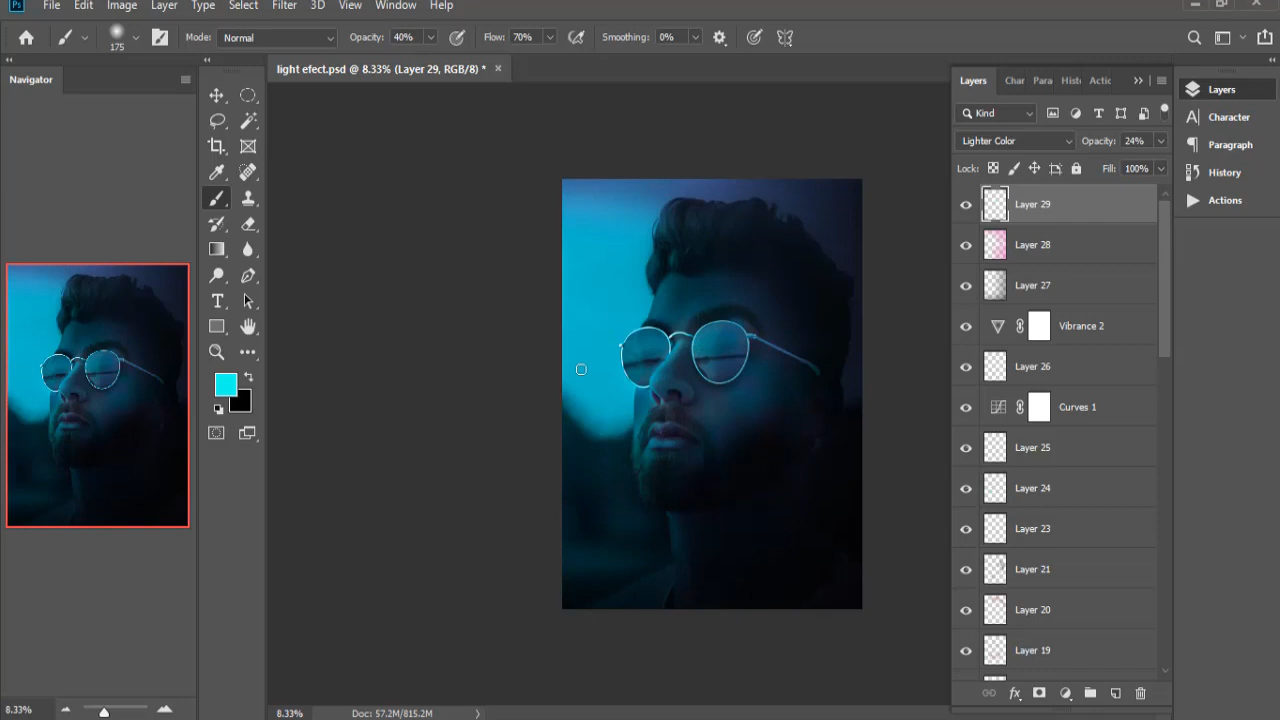 Ps File Edit Image Layer Type Select Filter 3D View Window Help
175 Mode: Normal Opacity: 40% Flow: 70% Smoothing: 0%
Navigator
light efect.psd @ 8.33% (Layer 29, RGB/8) *
Layers Char Para Histo Actic
Layers
Character
Paragraph
History
Actions
Kind
Lighter Color Opacity: 24%
Lock: Fill: 100%
Layer 29
Layer 28
Layer 27
Vibrance 2
Layer 26
Curves 1
Layer 25
Layer 24
Layer 23
Layer 21
Layer 20
Layer 19
fx
8.33%
8.33% Doc: 57.2M/815.2M